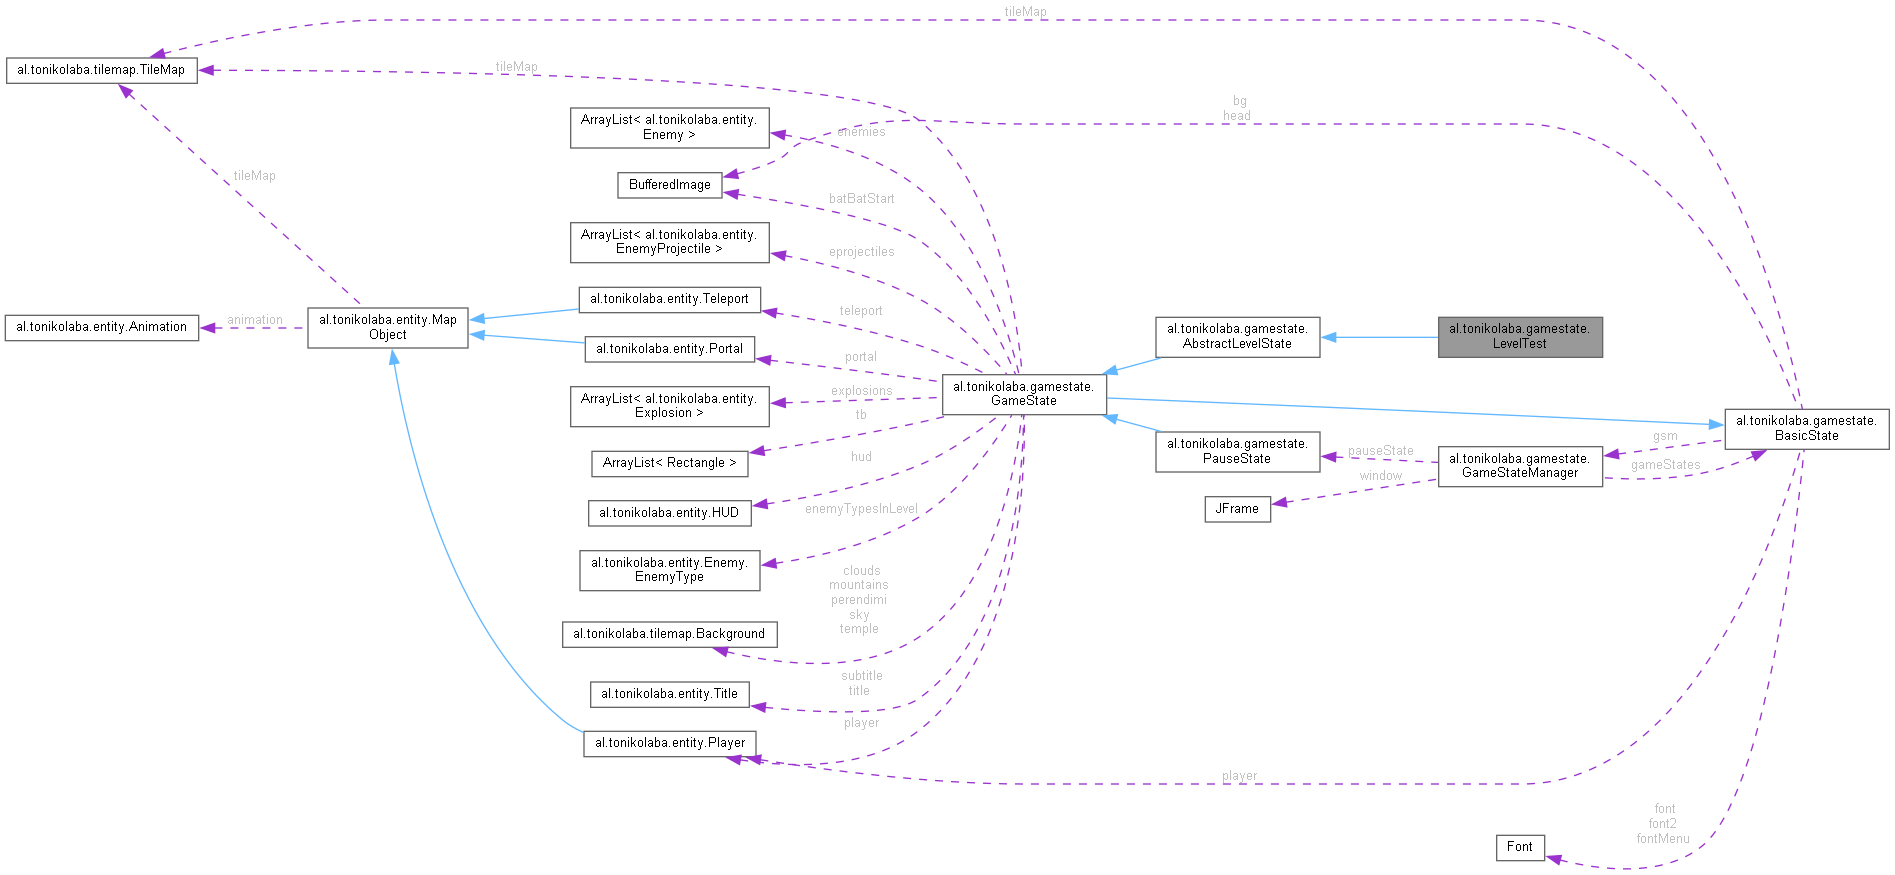 tileMap
al.tonikolaba.tilemap.TileMap
tileMap
bg
head
ArrayList< al.tonikolaba.entity.
Enemy >
enemies
BufferedImage
tileMap
batBatStart
ArrayList< al.tonikolaba.entity.
EnemyProjectile >
eprojectiles
al.tonikolaba.entity.Teleport
teleport
al.tonikolaba.entity.Animation
animation
al.tonikolaba.entity.Map
Object
al.tonikolaba.entity.Portal
portal
al.tonikolaba.gamestate.
AbstractLevelState
al.tonikolaba.gamestate.
LevelTest
ArrayList< al.tonikolaba.entity.
Explosion >
explosions
al.tonikolaba.gamestate.
GameState
tb
al.tonikolaba.gamestate.
BasicState
ArrayList< Rectangle >
hud
al.tonikolaba.gamestate.
PauseState
pauseState
al.tonikolaba.gamestate.
GameStateManager
gsm
gameStates
window
JFrame
al.tonikolaba.entity.HUD
enemyTypesInLevel
al.tonikolaba.entity.Enemy.
EnemyType
clouds
mountains
perendimi
sky
temple
al.tonikolaba.tilemap.Background
subtitle
title
al.tonikolaba.entity.Title
player
al.tonikolaba.entity.Player
player
font
font2
fontMenu
Font